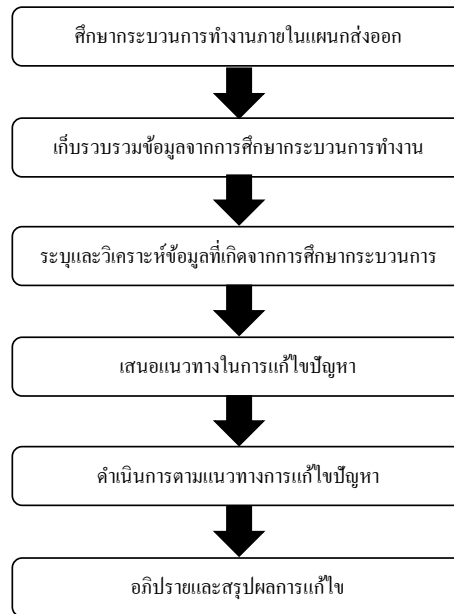 ศึกษากระบวนการทำงานภายในแผนกส่งออก
เก็บรวบรวมข้อมูลจากการศึกษากระบวนการทำงาน
ระบุและวิเคราะห์ข้อมูลที่เกิดจากการศึกษากระบวนการ
เสนอแนวทางในการแก้ไขปัญหา
ดำเนินการตามแนวทางการแก้ไขปัญหา
อภิปรายและสรุปผลการแก้ไข